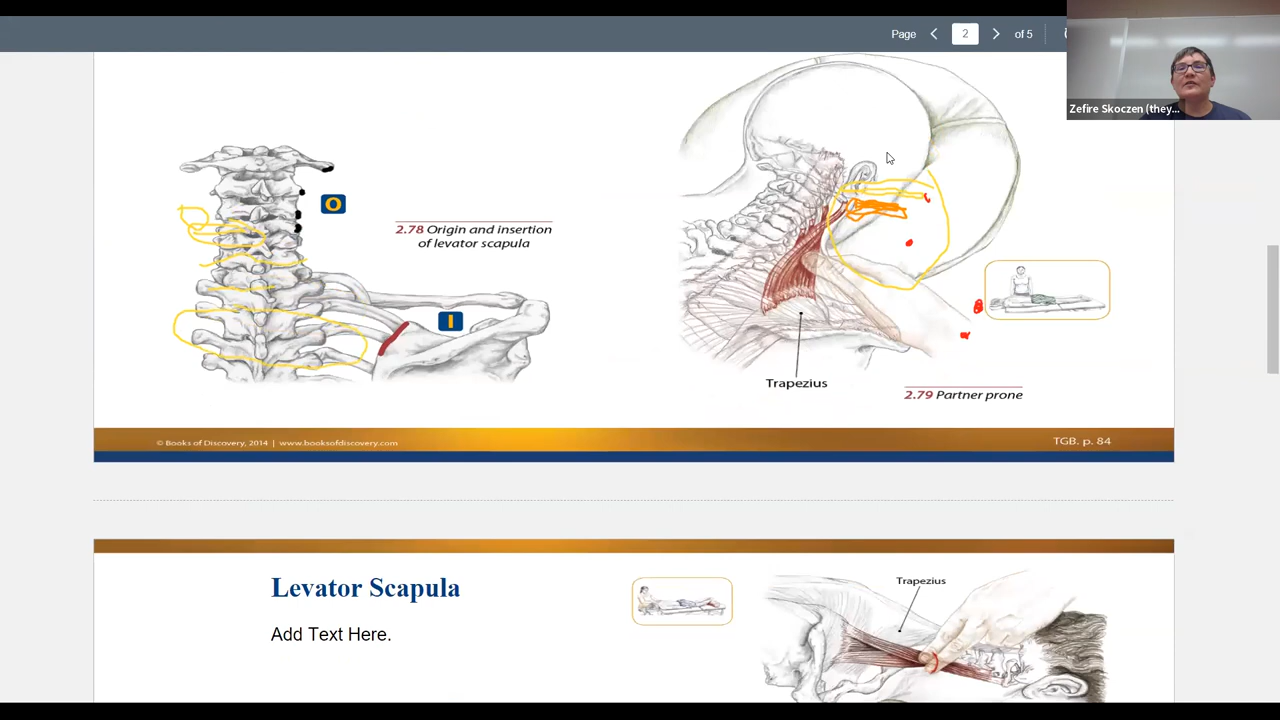 Page
2
of 5
Zefire Skoczen (they...
O
2.78 Origin and insertion
of levator scapula
I
Trapezius
2.79 Partner prone
© Books of Discovery, 2014 | www.booksofdiscovery.com
TGB. p. 84
Levator Scapula
Add Text Here.
Trapezius